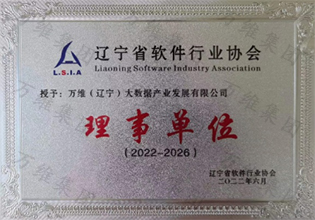 辽宁省软件行业协会
L.S.I.A
Liaoning Software Industry Association
授予：万维（辽宁）大数据产业发展有限公司
理事单位
(2022-2026)
辽宁省软件行业协会
二〇二二年六月